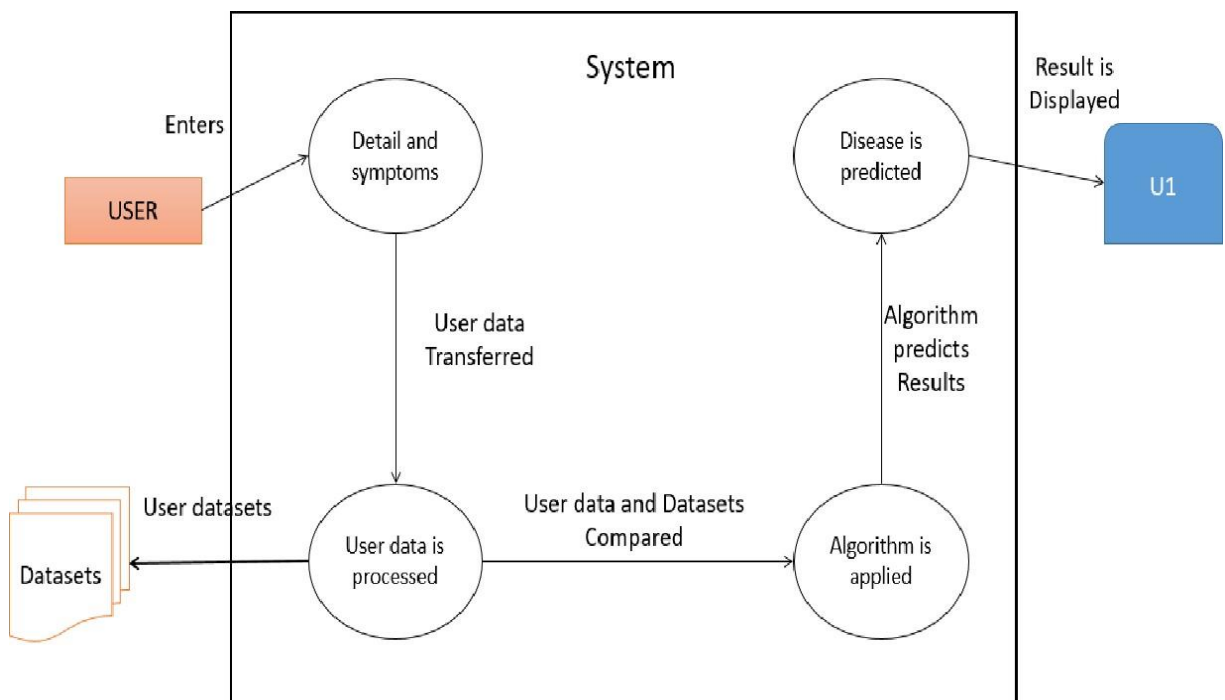 System
Enters
USER
Detail and
symptoms
Disease is
predicted
Result is
Displayed
U1
User data
Transferred
Algorithm
predicts
Results
User datasets
Datasets
User data is
processed
User data and Datasets
Compared
Algorithm is
applied